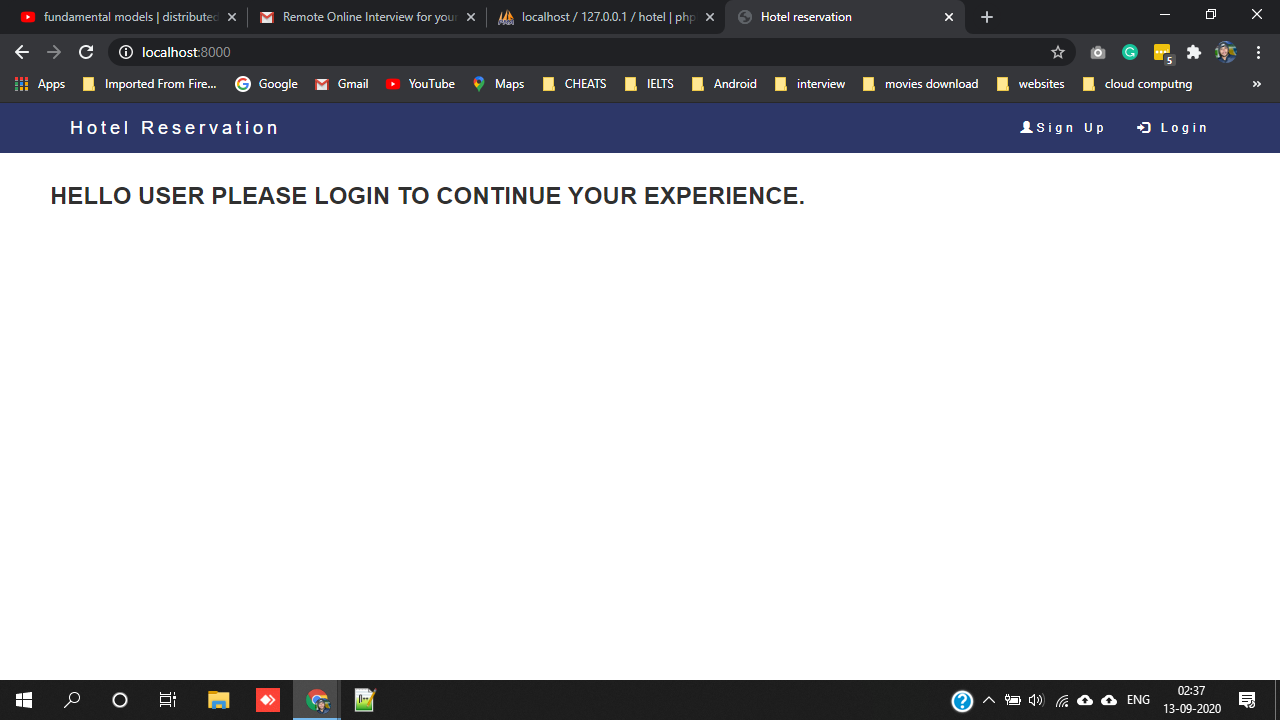 fundamental models | distributed
Remote Online Interview for your
localhost / 127.0.0.1 / hotel | php
Hotel reservation
localhost:8000
5
Apps
Imported From Fire...
Google
Gmail
YouTube
Maps
CHEATS
IELTS
Android
interview
movies download
websites
cloud computng
»
Hotel Reservation
Sign Up
Login
HELLO USER PLEASE LOGIN TO CONTINUE YOUR EXPERIENCE.
ENG
02:37
13-09-2020